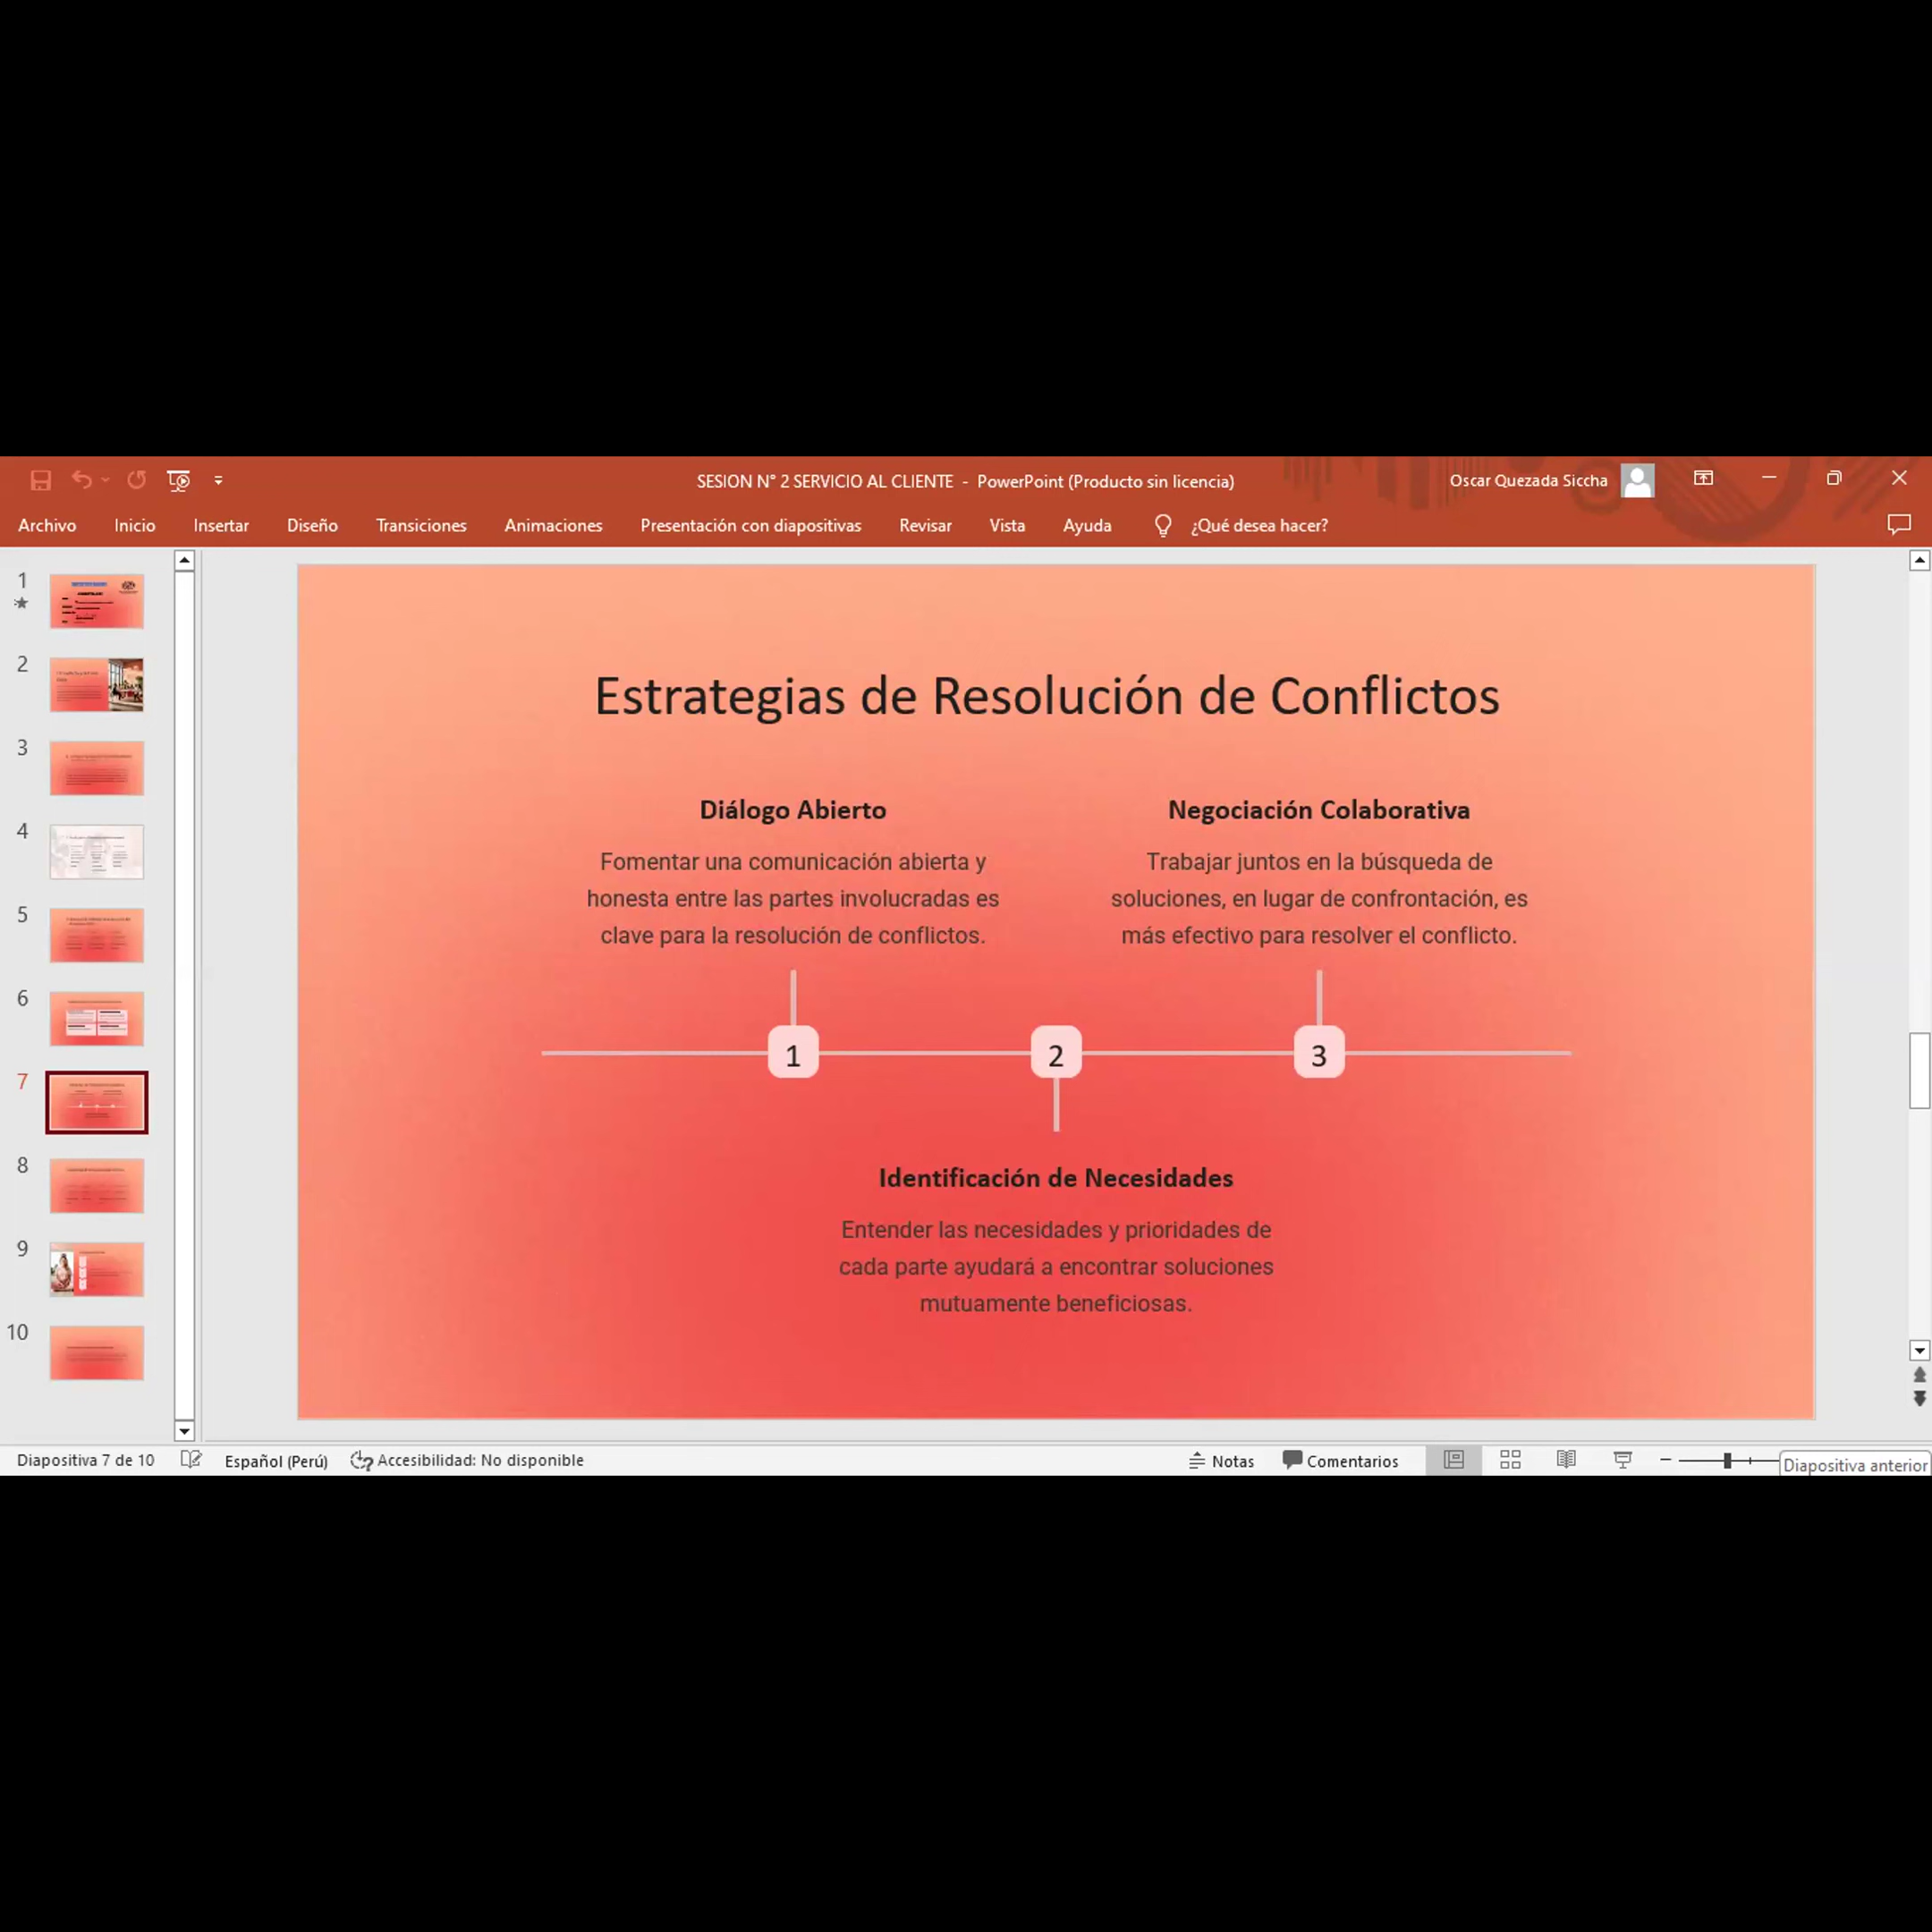 SESION N° 2 SERVICIO AL CLIENTE - PowerPoint (Producto sin licencia)
Oscar Quezada Siccha
Archivo Inicio Insertar Diseño Transiciones Animaciones Presentación con diapositivas Revisar Vista Ayuda ¿Qué desea hacer?
1
2
3
4
5
6
7
8
9
10
Estrategias de Resolución de Conflictos
Diálogo Abierto
Fomentar una comunicación abierta y
honesta entre las partes involucradas es
clave para la resolución de conflictos.
Negociación Colaborativa
Trabajar juntos en la búsqueda de
soluciones, en lugar de confrontación, es
más efectivo para resolver el conflicto.
1
2
3
Identificación de Necesidades
Entender las necesidades y prioridades de
cada parte ayudará a encontrar soluciones
mutuamente beneficiosas.
Diapositiva 7 de 10 Español (Perú) Accesibilidad: No disponible Notas Comentarios
Diapositiva anterior